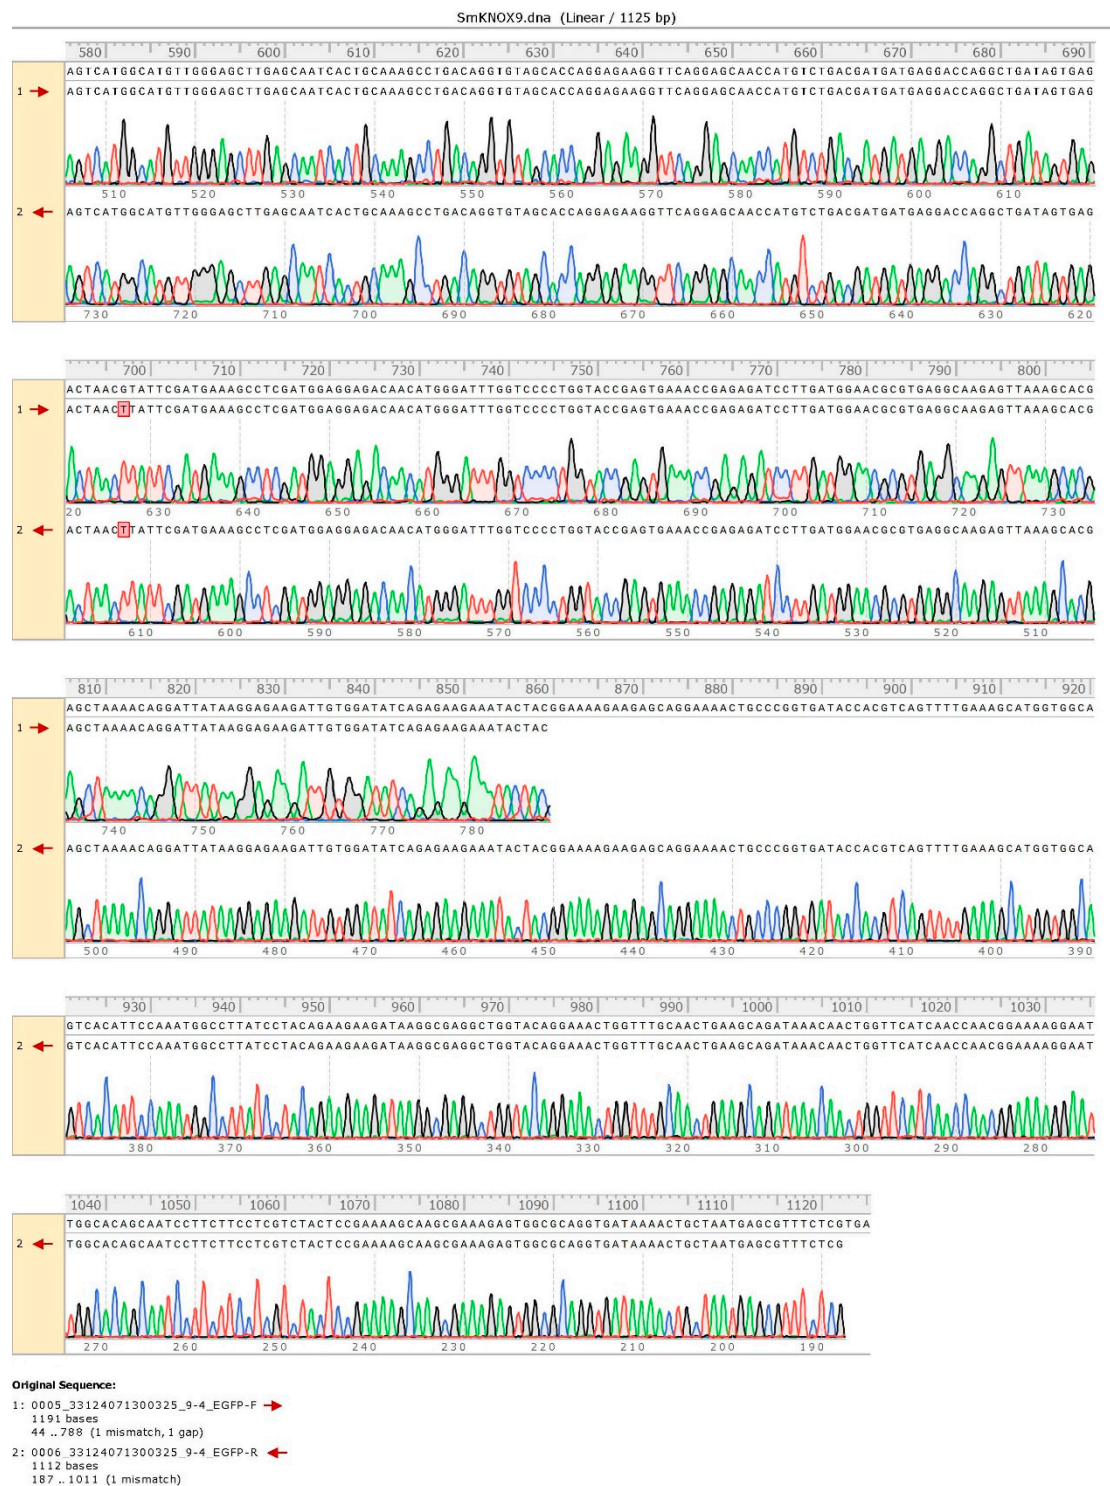 SmKNOX9.dna (Linear / 1125 bp)
580 590 600 610 620 630 640 650 660 670 680 690
AGTCATGGCATGTTGGGAGCTTGAGCAATCACTGCAAAGCCTGACAGGTGTAGCACCAGGAGAAGGTTCAGGAGCAACCATGTCTGACGATGATGAGGACCAGGCTGATAGTGAG
1 AGTCATGGCATGTTGGGAGCTTGAGCAATCACTGCAAAGCCTGACAGGTGTAGCACCAGGAGAAGGTTCAGGAGCAACCATGTCTGACGATGATGAGGACCAGGCTGATAGTGAG
510 520 530 540 550 560 570 580 590 600 610
2 AGTCATGGCATGTTGGGAGCTTGAGCAATCACTGCAAAGCCTGACAGGTGTAGCACCAGGAGAAGGTTCAGGAGCAACCATGTCTGACGATGATGAGGACCAGGCTGATAGTGAG
730 720 710 700 690 680 670 660 650 640 630 620
700 710 720 730 740 750 760 770 780 790 800
ACTAACGTATTCGATGAAAGCCTCGATGGAGGAGACAACATGGGATTTGGTCCCCTGGTACCGAGTGAAACCGAGAGATCCTTGATGGAACGCGTGAGGCAAGAGTTAAAGCACG
1 ACTAACTTATTCGATGAAAGCCTCGATGGAGGAGACAACATGGGATTTGGTCCCCTGGTACCGAGTGAAACCGAGAGATCCTTGATGGAACGCGTGAGGCAAGAGTTAAAGCACG
20 630 640 650 660 670 680 690 700 710 720 730
2 ACTAACTTATTCGATGAAAGCCTCGATGGAGGAGACAACATGGGATTTGGTCCCCTGGTACCGAGTGAAACCGAGAGATCCTTGATGGAACGCGTGAGGCAAGAGTTAAAGCACG
610 600 590 580 570 560 550 540 530 520 510
810 820 830 840 850 860 870 880 890 900 910 920
AGCTAAAACAGGATTATAAGGAGAAGATTGTGGATATCAGAGAAGAAATACTACGGAAAAGAAGAGCAGGAAAACTGCCCGGTGATACCACGTCAGTTTTGAAAGCATGGTGGCA
1 AGCTAAAACAGGATTATAAGGAGAAGATTGTGGATATCAGAGAAGAAATACTAC
740 750 760 770 780
2 AGCTAAAACAGGATTATAAGGAGAAGATTGTGGATATCAGAGAAGAAATACTACGGAAAAGAAGAGCAGGAAAACTGCCCGGTGATACCACGTCAGTTTTGAAAGCATGGTGGCA
500 490 480 470 460 450 440 430 420 410 400 390
930 940 950 960 970 980 990 1000 1010 1020 1030
GTCACATTCCAAATGGCCTTATCCTACAGAAGAAGATAAGGCGAGGCTGGTACAGGAAACTGGTTTGCAACTGAAGCAGATAAACAACTGGTTCATCAACCAACGGAAAAGGAAT
2 GTCACATTCCAAATGGCCTTATCCTACAGAAGAAGATAAGGCGAGGCTGGTACAGGAAACTGGTTTGCAACTGAAGCAGATAAACAACTGGTTCATCAACCAACGGAAAAGGAAT
380 370 360 350 340 330 320 310 300 290 280
1040 1050 1060 1070 1080 1090 1100 1110 1120
TGGCACAGCAATCCTTCTTCCTCGTCTACTCCGAAAAGCAAGCGAAAGAGTGGCGCAGGTGATAAAACTGCTAATGAGCGTTTCTCGTGA
2 TGGCACAGCAATCCTTCTTCCTCGTCTACTCCGAAAAGCAAGCGAAAGAGTGGCGCAGGTGATAAAACTGCTAATGAGCGTTTCTCG
270 260 250 240 230 220 210 200 190
Original Sequence:
1: 0005_33124071300325_9-4_EGFP-F
1191 bases
44 .. 788 (1 mismatch, 1 gap)
2: 0006_33124071300325_9-4_EGFP-R
1112 bases
187 .. 1011 (1 mismatch)